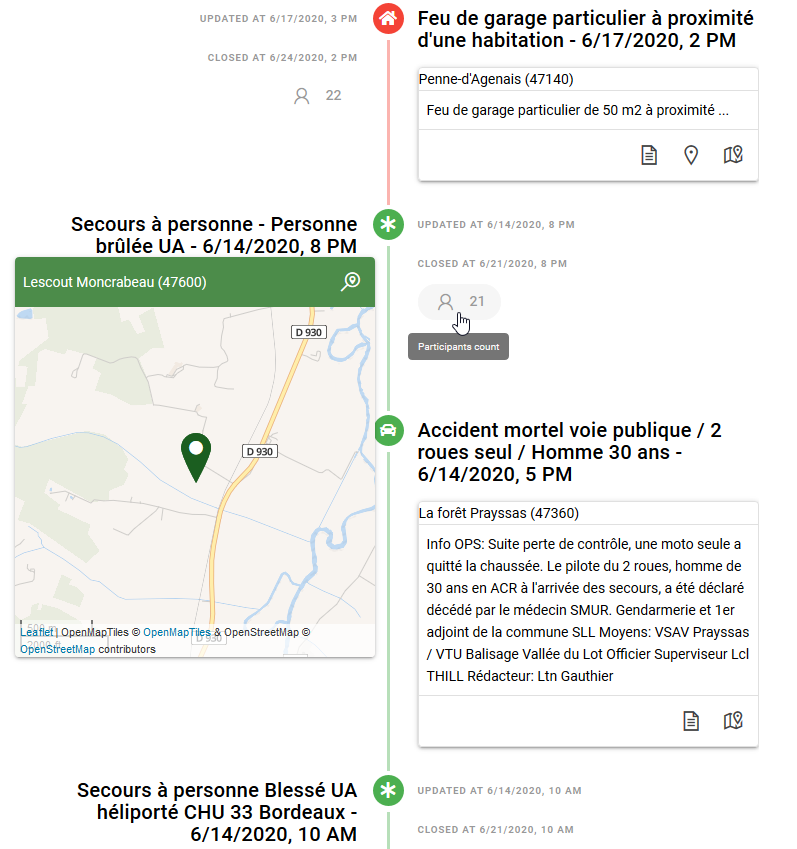 UPDATED AT 6/17/2020, 3 PM
CLOSED AT 6/24/2020, 2 PM
22
Feu de garage particulier à proximité
d'une habitation - 6/17/2020, 2 PM
Penne-d'Agenais (47140)
Feu de garage particulier de 50 m2 à proximité ...
Secours à personne - Personne
brûlée UA - 6/14/2020, 8 PM
UPDATED AT 6/14/2020, 8 PM
CLOSED AT 6/21/2020, 8 PM
21
Participants count
Lescout Moncrabeau (47600)
D 930
D 930
D 930
500 m
2000 ft
Leaflet | OpenMapTiles © OpenMapTiles & OpenStreetMap ©
OpenStreetMap contributors
Accident mortel voie publique / 2
roues seul / Homme 30 ans -
6/14/2020, 5 PM
La forêt Prayssas (47360)
Info OPS: Suite perte de contrôle, une moto seule a
quitté la chaussée. Le pilote du 2 roues, homme de
30 ans en ACR à l'arrivée des secours, a été déclaré
décédé par le médecin SMUR. Gendarmerie et 1er
adjoint de la commune SLL Moyens: VSAV Prayssas
/ VTU Balisage Vallée du Lot Officier Superviseur Lcl
THILL Rédacteur: Ltn Gauthier
Secours à personne Blessé UA
héliporté CHU 33 Bordeaux -
6/14/2020, 10 AM
UPDATED AT 6/14/2020, 10 AM
CLOSED AT 6/21/2020, 10 AM